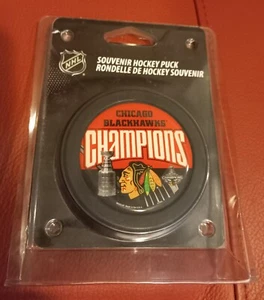 NHL
SOUVENIR HOCKEY PUCK
RONDELLE DE HOCKEY SOUVENIR
CHICAGO
BLACKHAWKS
CHAMPIONS